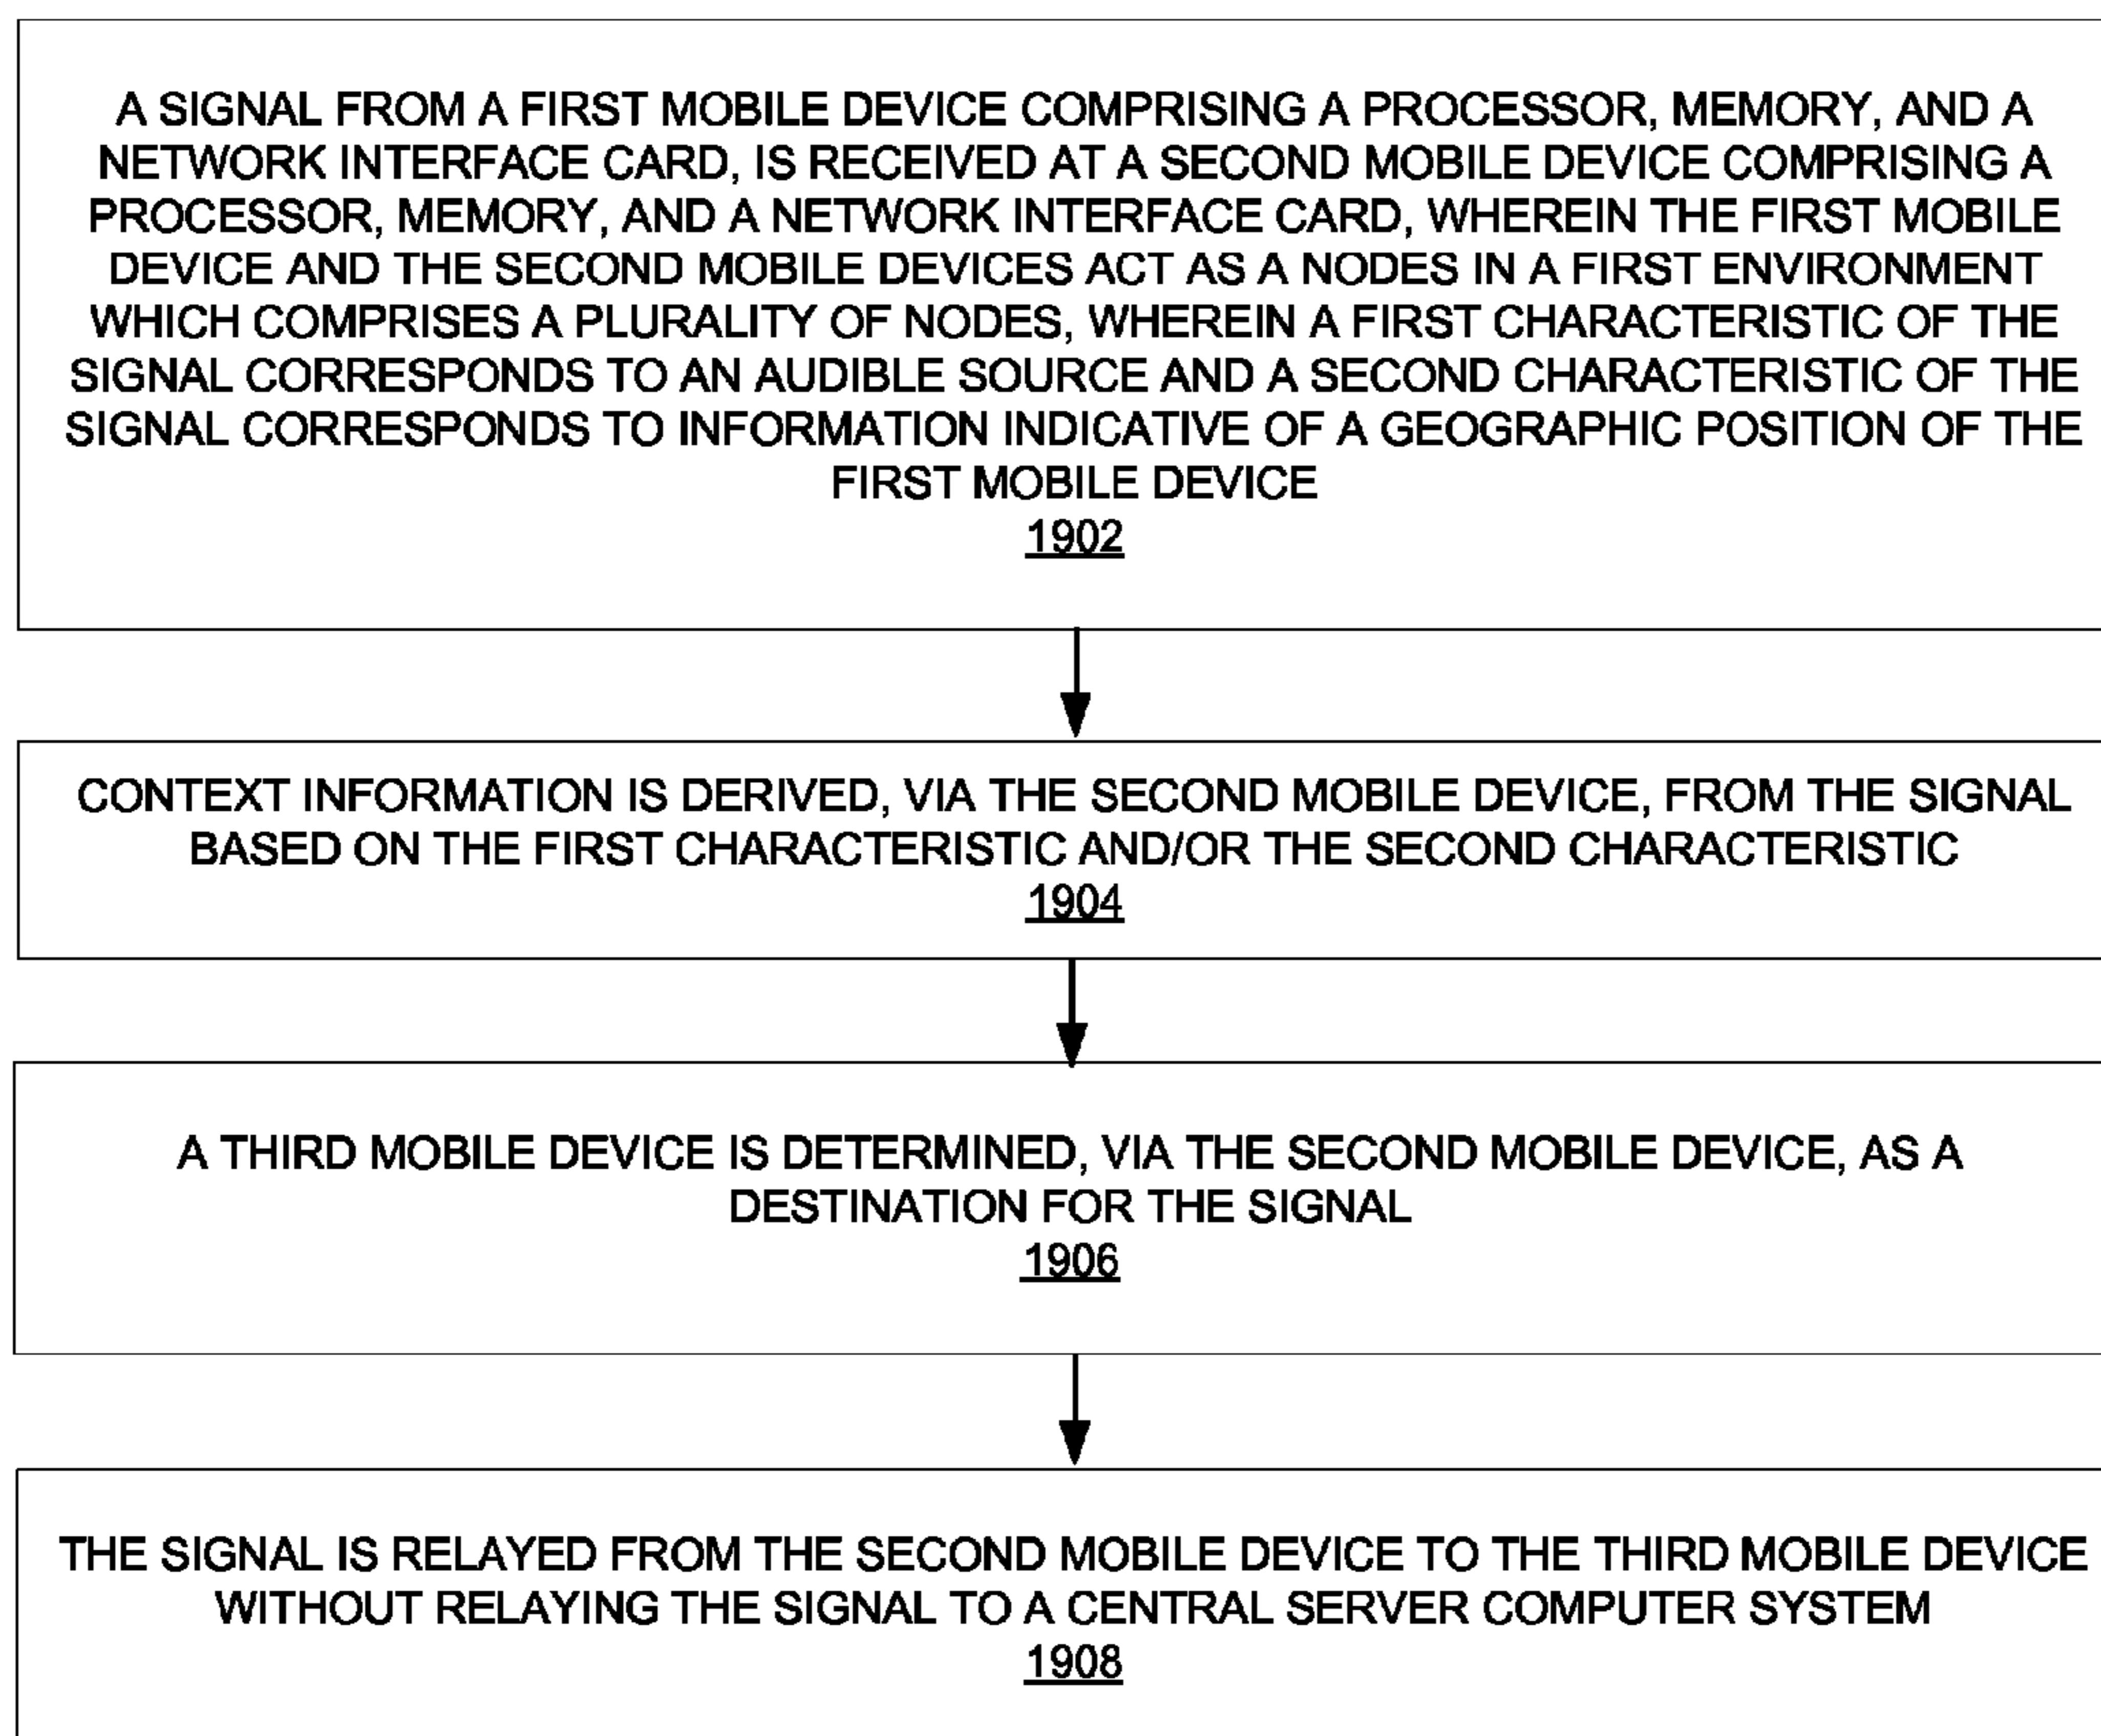 A SIGNAL FROM A FIRST MOBILE DEVICE COMPRISING A PROCESSOR, MEMORY, AND A
NETWORK INTERFACE CARD, IS RECEIVED AT A SECOND MOBILE DEVICE COMPRISING A
PROCESSOR, MEMORY, AND A NETWORK INTERFACE CARD, WHEREIN THE FIRST MOBILE
DEVICE AND THE SECOND MOBILE DEVICES ACT AS A NODES IN A FIRST ENVIRONMENT
WHICH COMPRISES A PLURALITY OF NODES, WHEREIN A FIRST CHARACTERISTIC OF THE
SIGNAL CORRESPONDS TO AN AUDIBLE SOURCE AND A SECOND CHARACTERISTIC OF THE
SIGNAL CORRESPONDS TO INFORMATION INDICATIVE OF A GEOGRAPHIC POSITION OF THE
FIRST MOBILE DEVICE
1902
CONTEXT INFORMATION IS DERIVED, VIA THE SECOND MOBILE DEVICE, FROM THE SIGNAL
BASED ON THE FIRST CHARACTERISTIC AND/OR THE SECOND CHARACTERISTIC
1904
A THIRD MOBILE DEVICE IS DETERMINED, VIA THE SECOND MOBILE DEVICE, AS A
DESTINATION FOR THE SIGNAL
1906
THE SIGNAL IS RELAYED FROM THE SECOND MOBILE DEVICE TO THE THIRD MOBILE DEVICE
WITHOUT RELAYING THE SIGNAL TO A CENTRAL SERVER COMPUTER SYSTEM
1908